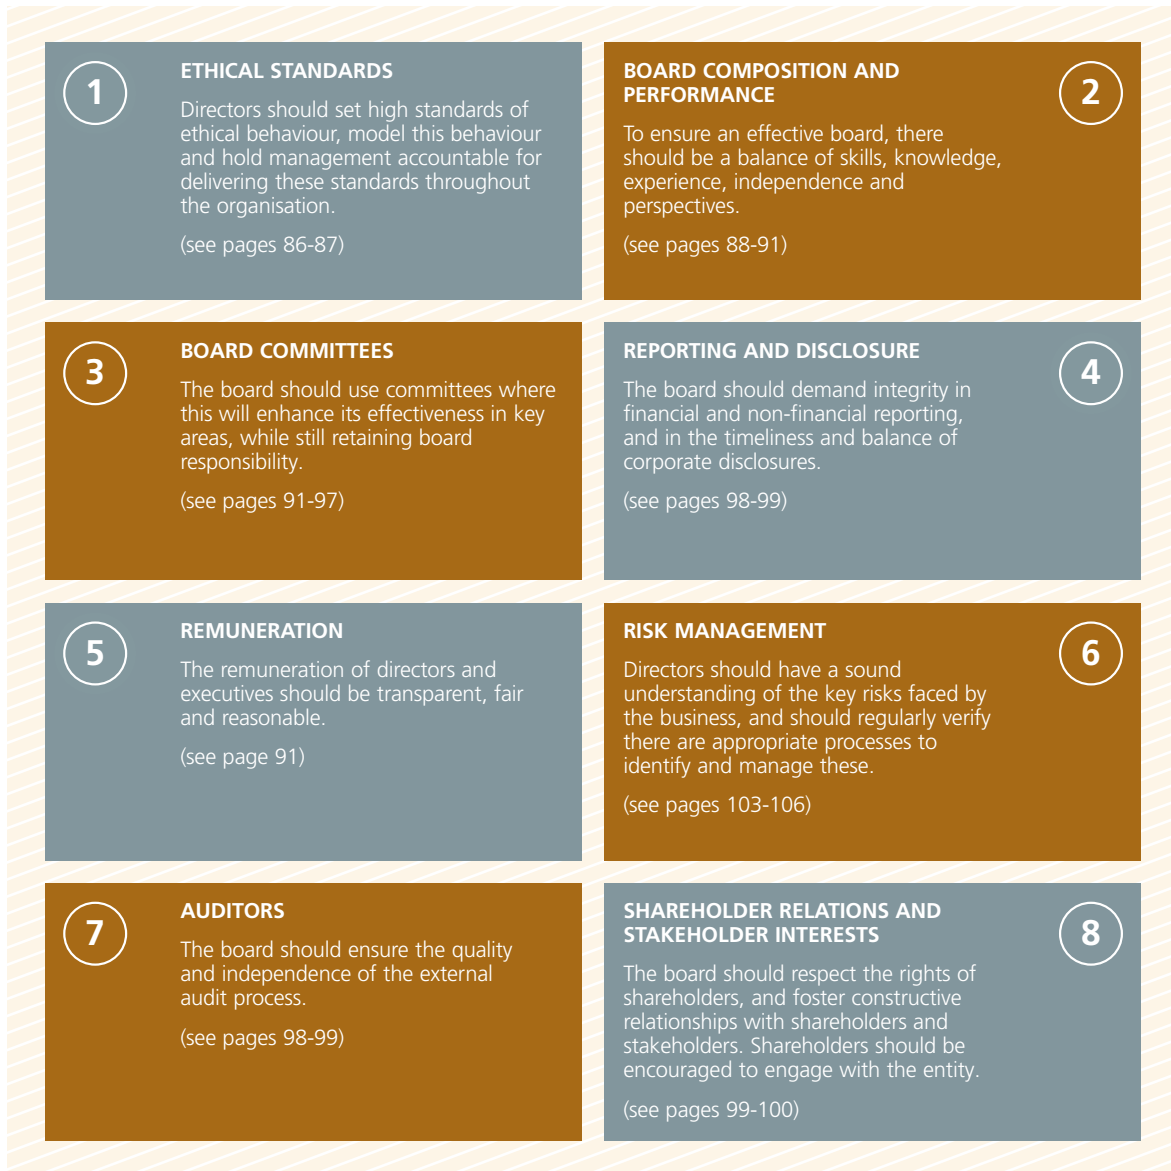 1
ETHICAL STANDARDS
Directors should set high standards of
ethical behaviour, model this behaviour
and hold management accountable for
delivering these standards throughout
the organisation.
(see pages 86-87)
BOARD COMPOSITION AND
PERFORMANCE
2
To ensure an effective board, there
should be a balance of skills, knowledge,
experience, independence and
perspectives.
(see pages 88-91)
3
BOARD COMMITTEES
The board should use committees where
this will enhance its effectiveness in key
areas, while still retaining board
responsibility.
(see pages 91-97)
REPORTING AND DISCLOSURE
4
The board should demand integrity in
financial and non-financial reporting,
and in the timeliness and balance of
corporate disclosures.
(see pages 98-99)
5
REMUNERATION
The remuneration of directors and
executives should be transparent, fair
and reasonable.
(see page 91)
RISK MANAGEMENT
6
Directors should have a sound
understanding of the key risks faced by
the business, and should regularly verify
there are appropriate processes to
identify and manage these.
(see pages 103-106)
7
AUDITORS
The board should ensure the quality
and independence of the external
audit process.
(see pages 98-99)
SHAREHOLDER RELATIONS AND
STAKEHOLDER INTERESTS
8
The board should respect the rights of
shareholders, and foster constructive
relationships with shareholders and
stakeholders. Shareholders should be
encouraged to engage with the entity.
(see pages 99-100)